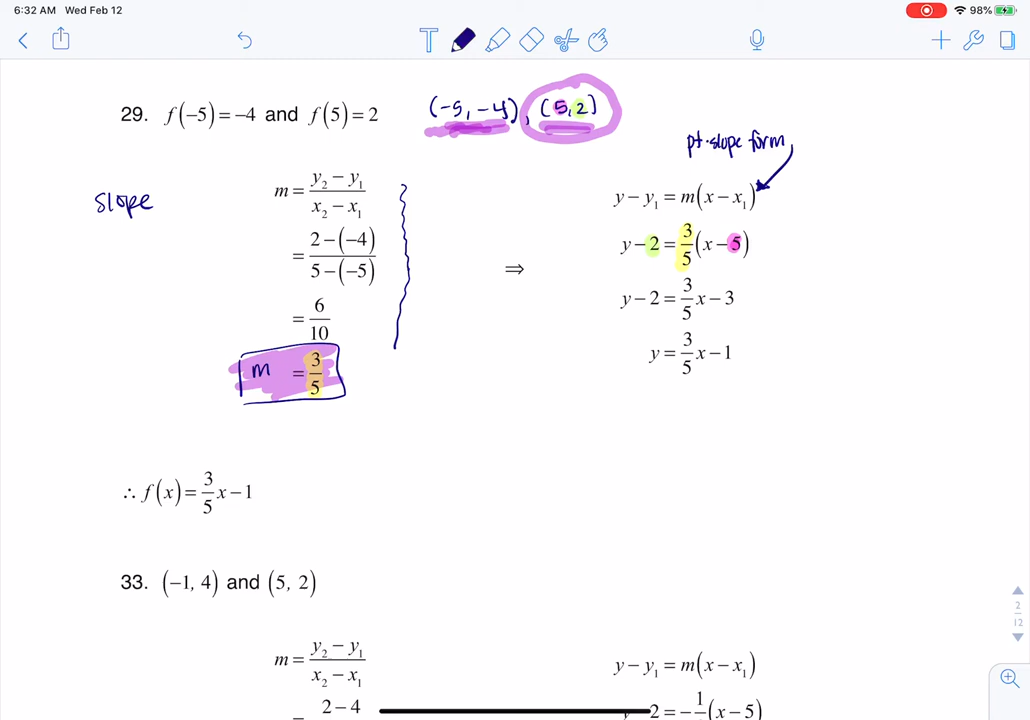 6:32 AM Wed Feb 12
98%
T
29. f(−5) = −4 and f(5) = 2
(−5, −4), (5, 2)
pt-slope form
slope
m = (y₂ − y₁)/(x₂ − x₁)
= (2 − (−4))/(5 − (−5))
= 6/10
m = 3/5
⇒
y − y₁ = m(x − x₁)
y − 2 = 3/5(x − 5)
y − 2 = 3/5 x − 3
y = 3/5 x − 1
∴ f(x) = 3/5 x − 1
33. (−1, 4) and (5, 2)
m = (y₂ − y₁)/(x₂ − x₁)
= 2 − 4
y − y₁ = m(x − x₁)
2 = −1/ (x − 5)
2
12